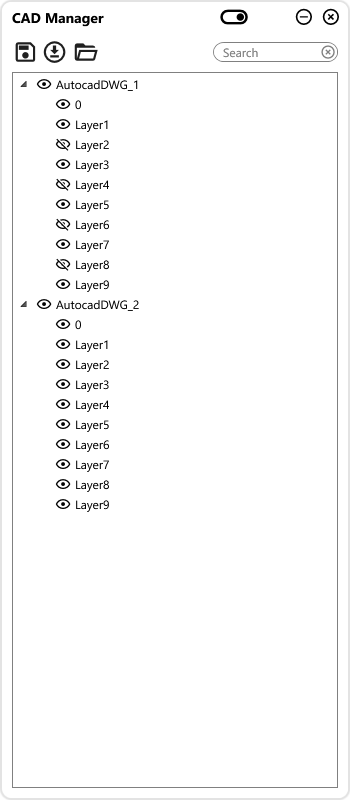 CAD Manager
Search
AutocadDWG_1
0
Layer1
Layer2
Layer3
Layer4
Layer5
Layer6
Layer7
Layer8
Layer9
AutocadDWG_2
0
Layer1
Layer2
Layer3
Layer4
Layer5
Layer6
Layer7
Layer8
Layer9